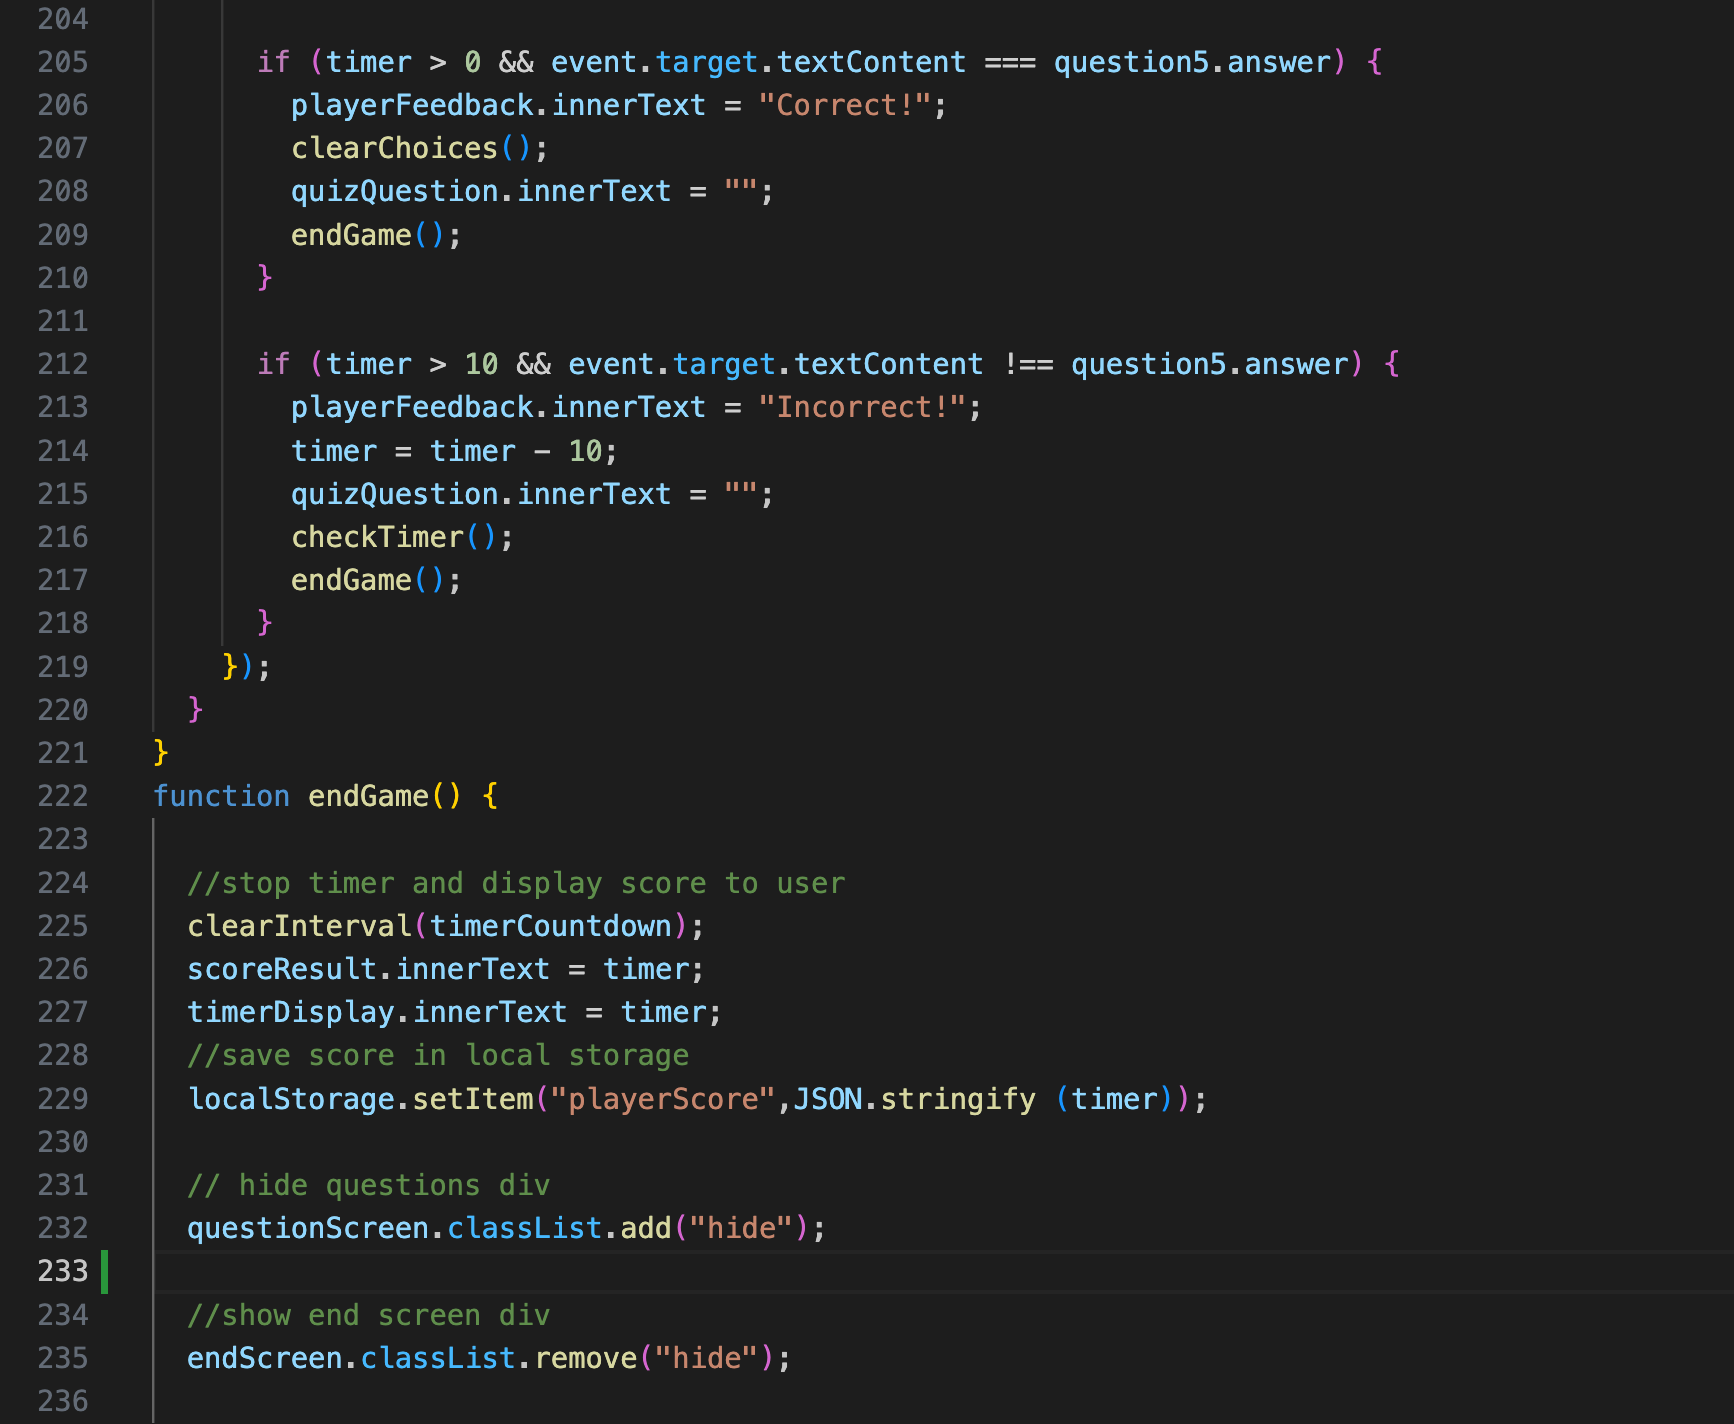 204
205 if (timer > 0 && event.target.textContent === question5.answer) {
206 playerFeedback.innerText = "Correct!";
207 clearChoices();
208 quizQuestion.innerText = "";
209 endGame();
210 }
211
212 if (timer > 10 && event.target.textContent !== question5.answer) {
213 playerFeedback.innerText = "Incorrect!";
214 timer = timer - 10;
215 quizQuestion.innerText = "";
216 checkTimer();
217 endGame();
218 }
219 });
220 }
221 }
222 function endGame() {
223
224 //stop timer and display score to user
225 clearInterval(timerCountdown);
226 scoreResult.innerText = timer;
227 timerDisplay.innerText = timer;
228 //save score in local storage
229 localStorage.setItem("playerScore",JSON.stringify (timer));
230
231 // hide questions div
232 questionScreen.classList.add("hide");
233
234 //show end screen div
235 endScreen.classList.remove("hide");
236